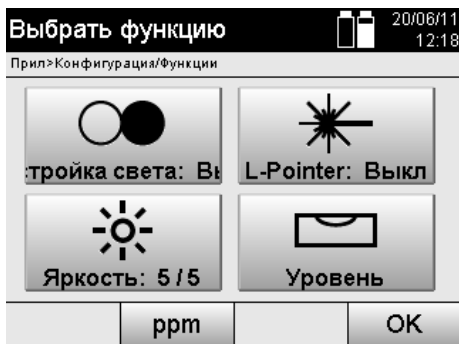 Выбрать функцию
20/06/11
12:18
Прил>Конфигурация/Функции
тройка света: Вы
L-Pointer: Выкл
Яркость: 5/5
Уровень
ppm
OK